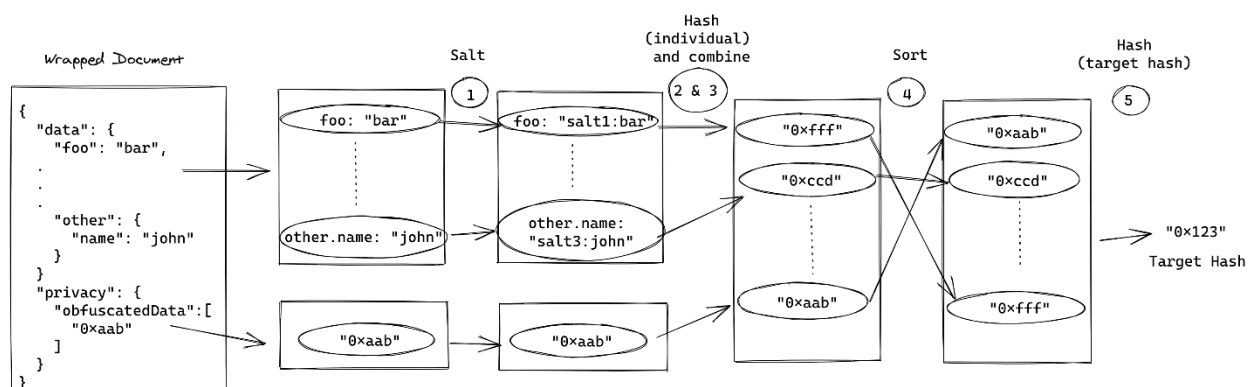 Wrapped Document
{
"data": {
"foo": "bar",
.
.
.
"other": {
"name": "john"
}
}
"privacy": {
"obfuscatedData":[
"0×aab"
]
}
}
foo: "bar"
other.name: "john"
"0×aab"
Salt
1
foo: "salt1:bar"
other.name:
"salt3:john"
"0×aab"
Hash
(individual)
and combine
2 & 3
"0×fff"
"0×ccd"
"0×aab"
Sort
4
"0×aab"
"0×ccd"
"0×fff"
Hash
(target hash)
5
"0×123"
Target Hash